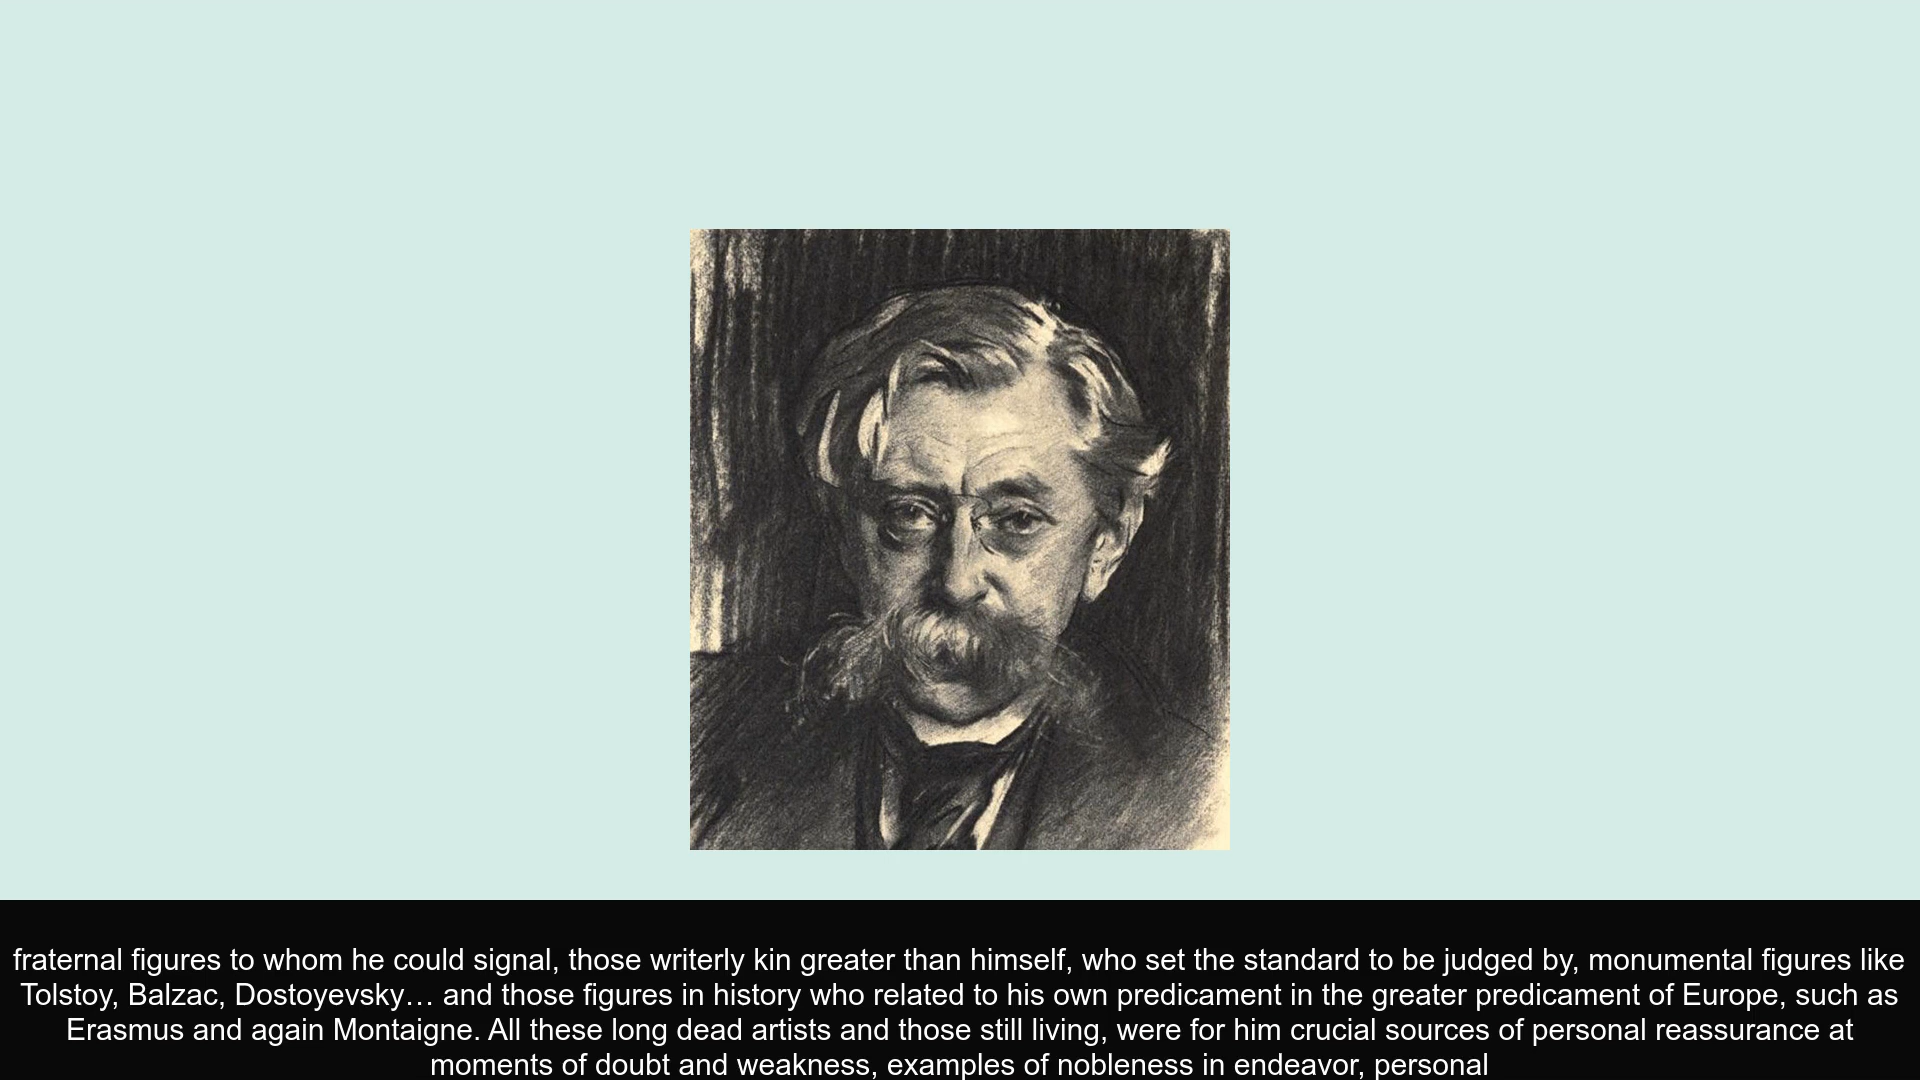 fraternal figures to whom he could signal, those writerly kin greater than himself, who set the standard to be judged by, monumental figures like
Tolstoy, Balzac, Dostoyevsky… and those figures in history who related to his own predicament in the greater predicament of Europe, such as
Erasmus and again Montaigne. All these long dead artists and those still living, were for him crucial sources of personal reassurance at
moments of doubt and weakness, examples of nobleness in endeavor, personal